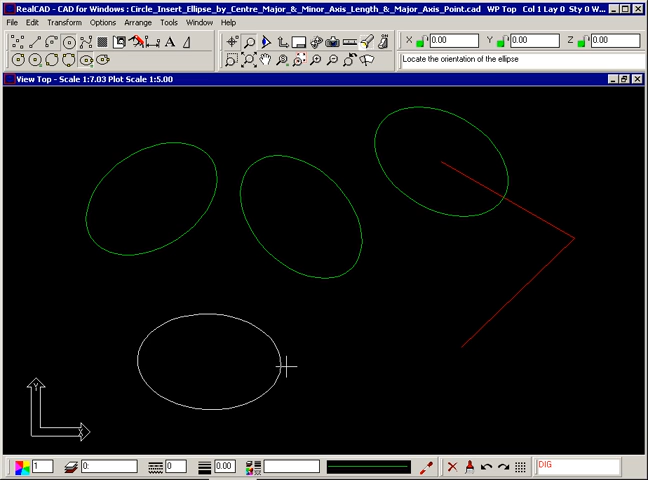 RealCAD - CAD for Windows : Circle_Insert_Ellipse_by_Centre_Major_&_Minor_Axis_Length_&_Major_Axis_Point.cad WP Top Col 1 Lay 0 Sty 0 W...
File Edit Transform Options Arrange Tools Window Help
X 0.00 Y 0.00 Z 0.00
Locate the orientation of the ellipse
View Top - Scale 1:7.03 Plot Scale 1:5.00
Y
X
1 0: 0 0.00 DIG